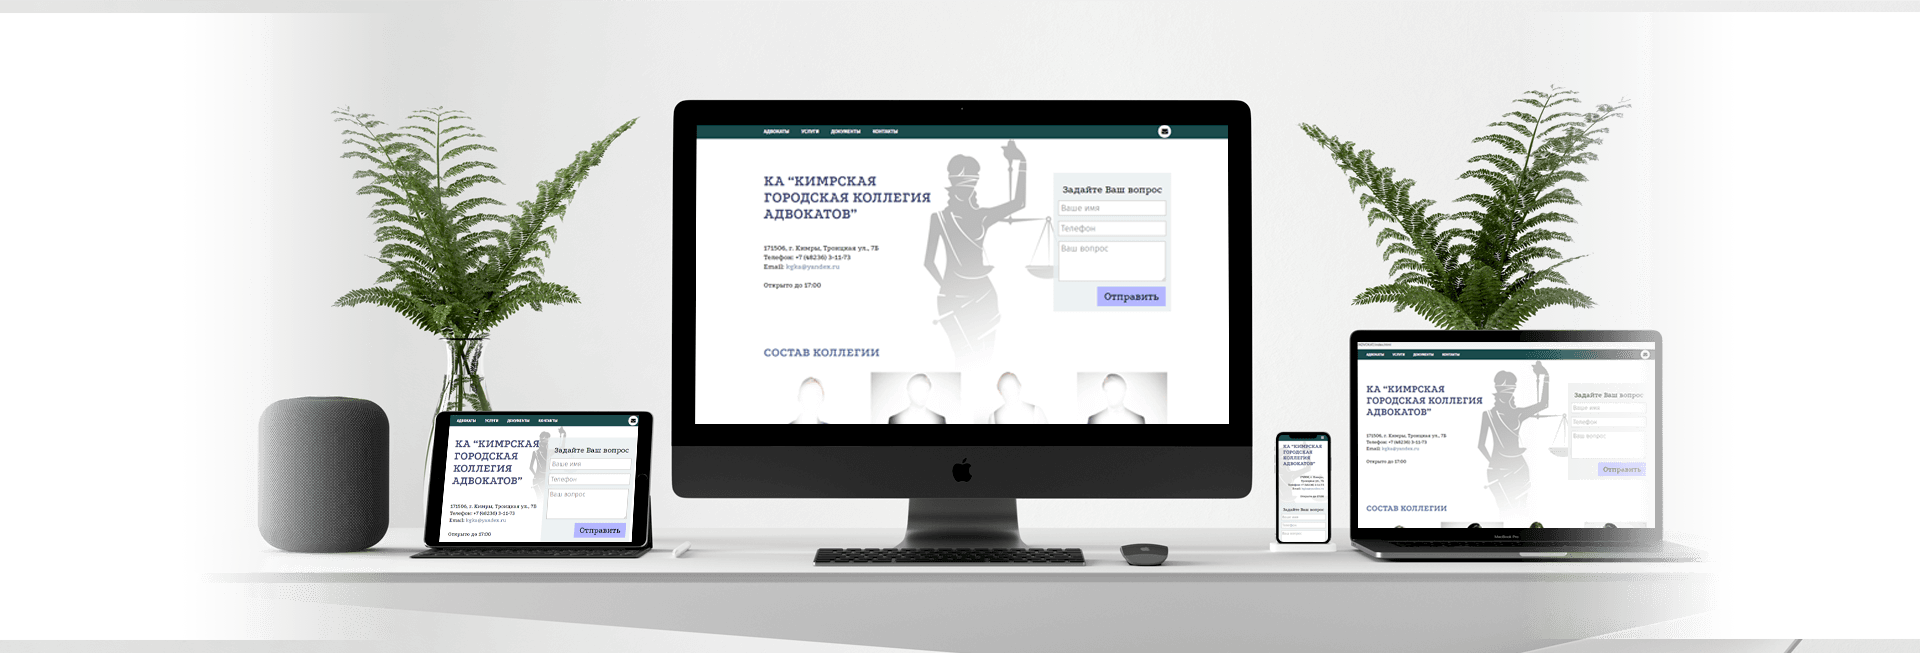 АДВОКАТЫ УСЛУГИ ДОКУМЕНТЫ КОНТАКТЫ
КА “КИМРСКАЯ
ГОРОДСКАЯ КОЛЛЕГИЯ
АДВОКАТОВ”
171506, г. Кимры, Троицкая ул., 7Б
Телефон: +7 (48236) 3-11-73
Email: kgka@yandex.ru
Открыто до 17:00
Задайте Ваш вопрос
Ваше имя
Телефон
Ваш вопрос
Отправить
СОСТАВ КОЛЛЕГИИ
АДВОКАТЫ УСЛУГИ ДОКУМЕНТЫ КОНТАКТЫ
КА “КИМРСКАЯ
ГОРОДСКАЯ
КОЛЛЕГИЯ
АДВОКАТОВ”
171506, г. Кимры, Троицкая ул., 7Б
Телефон: +7 (48236) 3-11-73
Email: kgka@yandex.ru
Открыто до 17:00
Задайте Ваш вопрос
Ваше имя
Телефон
Ваш вопрос
Отправить
КА “КИМРСКАЯ
ГОРОДСКАЯ
КОЛЛЕГИЯ
АДВОКАТОВ”
Задайте Ваш вопрос
АДВОКАТЫ УСЛУГИ ДОКУМЕНТЫ КОНТАКТЫ
КА “КИМРСКАЯ
ГОРОДСКАЯ КОЛЛЕГИЯ
АДВОКАТОВ”
171506, г. Кимры, Троицкая ул., 7Б
Телефон: +7 (48236) 3-11-73
Email: kgka@yandex.ru
Открыто до 17:00
Задайте Ваш вопрос
Ваше имя
Телефон
Ваш вопрос
Отправить
СОСТАВ КОЛЛЕГИИ
MacBook Pro